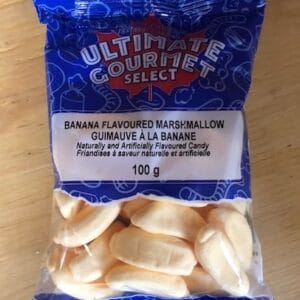 ULTIMATE
GOURMET
SELECT
BANANA FLAVOURED MARSHMALLOW
GUIMAUVE À LA BANANE
Naturally and Artificially Flavoured Candy
Friandises à saveur naturelle et artificielle
100 g